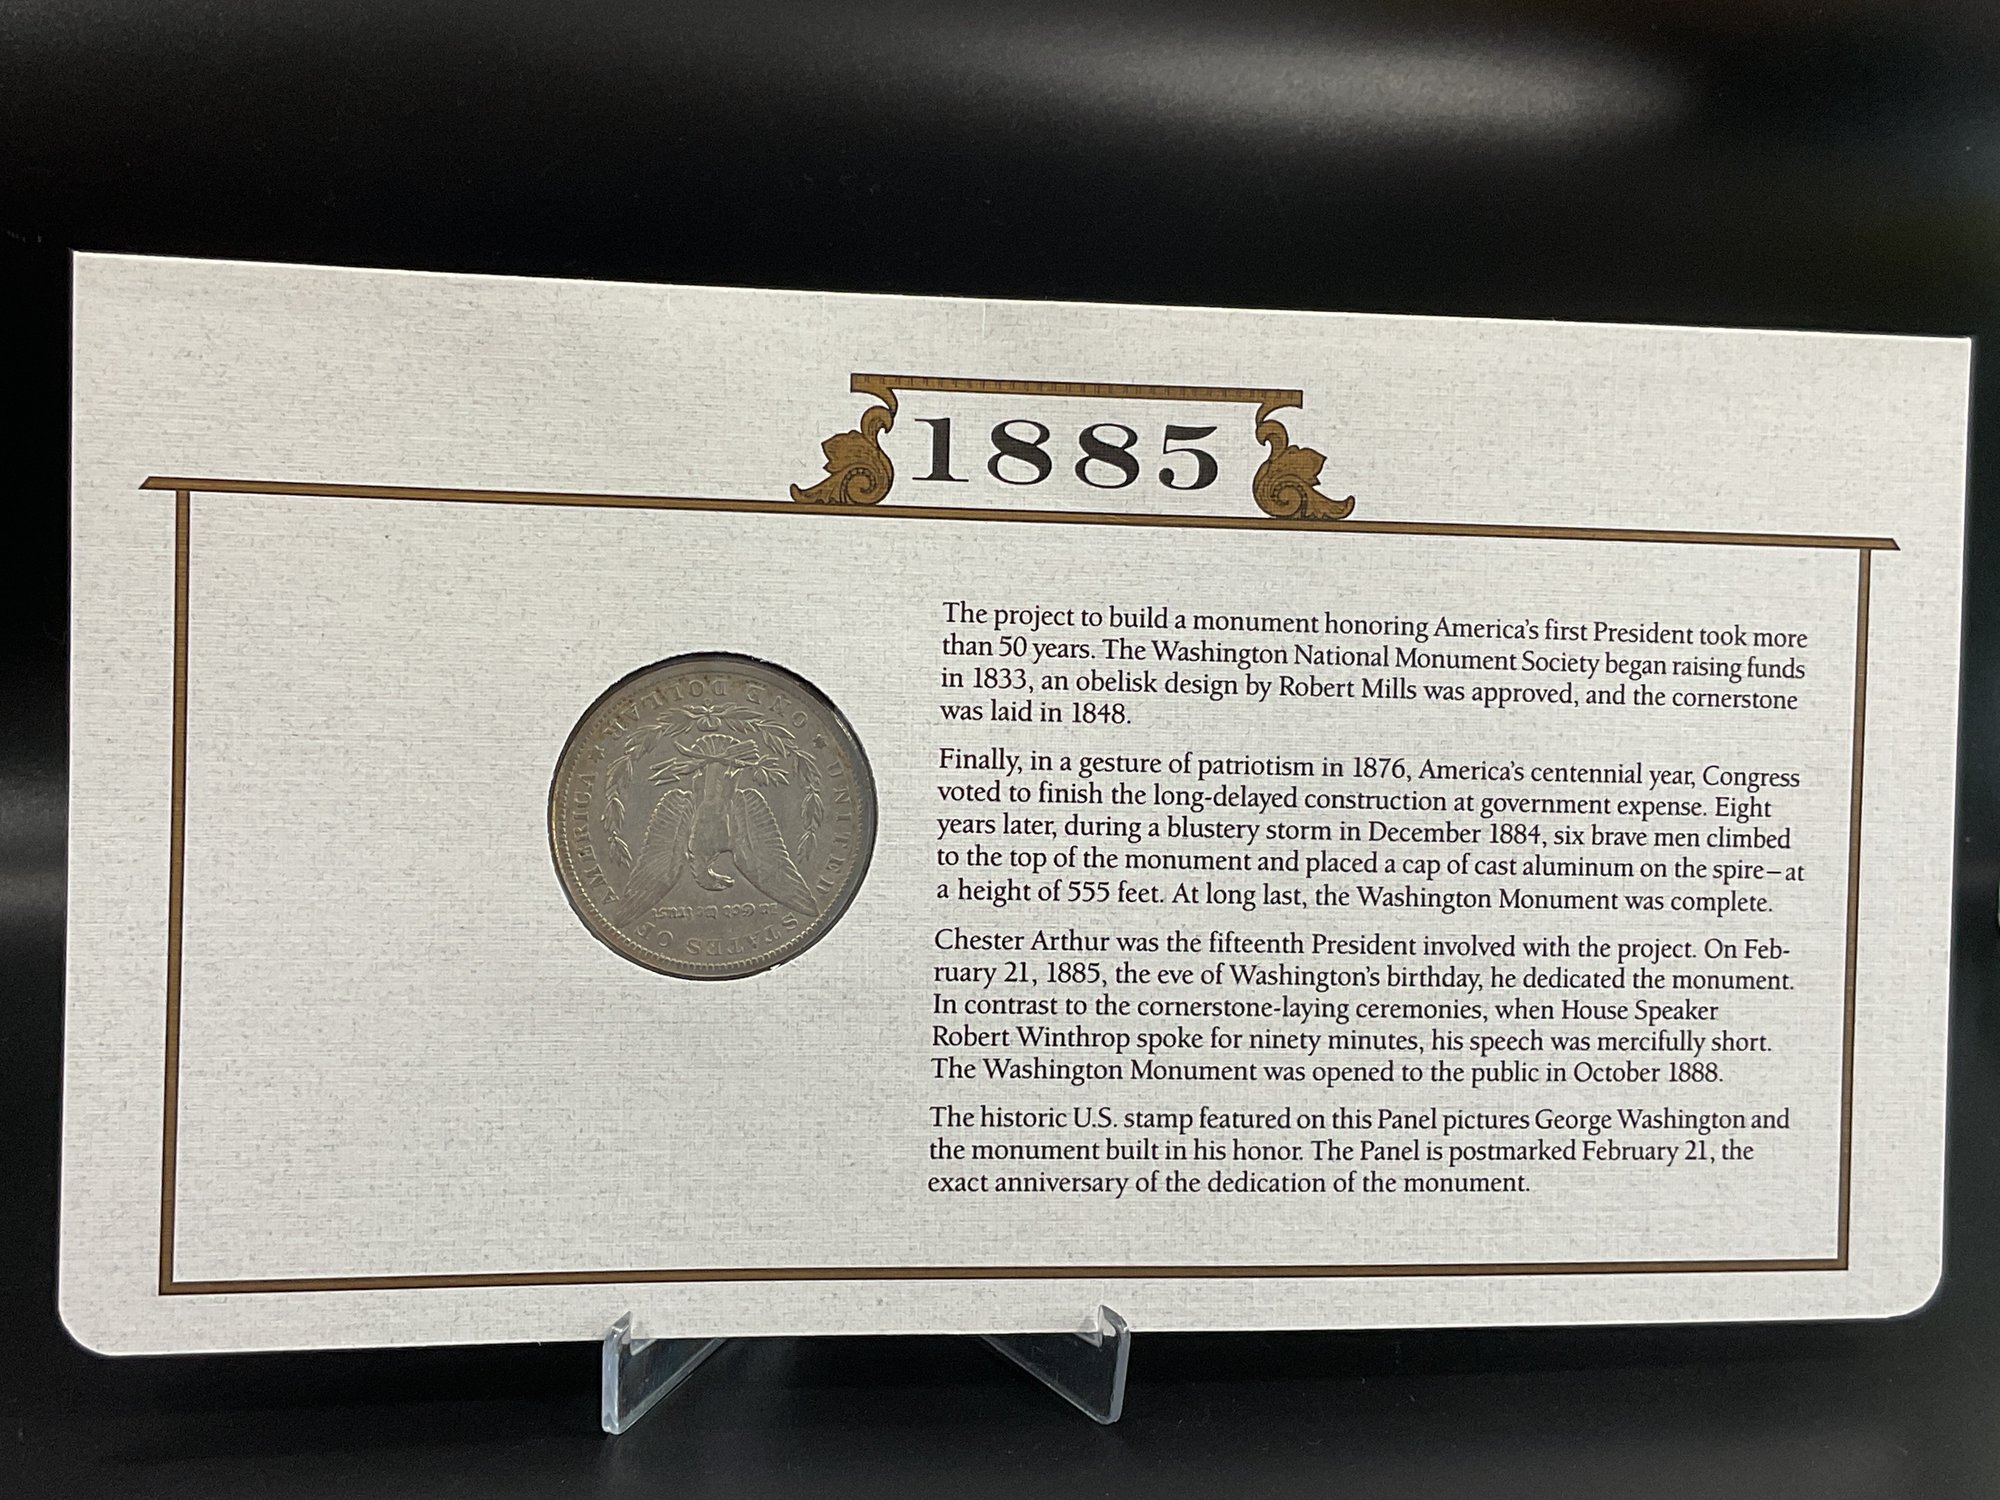 1885
ONE DOLLAR
UNITED STATES OF AMERICA
In God We trust
The project to build a monument honoring America's first President took more
than 50 years. The Washington National Monument Society began raising funds
in 1833, an obelisk design by Robert Mills was approved, and the cornerstone
was laid in 1848.
Finally, in a gesture of patriotism in 1876, America's centennial year, Congress
voted to finish the long-delayed construction at government expense. Eight
years later, during a blustery storm in December 1884, six brave men climbed
to the top of the monument and placed a cap of cast aluminum on the spire–at
a height of 555 feet. At long last, the Washington Monument was complete.
Chester Arthur was the fifteenth President involved with the project. On Feb-
ruary 21, 1885, the eve of Washington's birthday, he dedicated the monument.
In contrast to the cornerstone-laying ceremonies, when House Speaker
Robert Winthrop spoke for ninety minutes, his speech was mercifully short.
The Washington Monument was opened to the public in October 1888.
The historic U.S. stamp featured on this Panel pictures George Washington and
the monument built in his honor. The Panel is postmarked February 21, the
exact anniversary of the dedication of the monument.